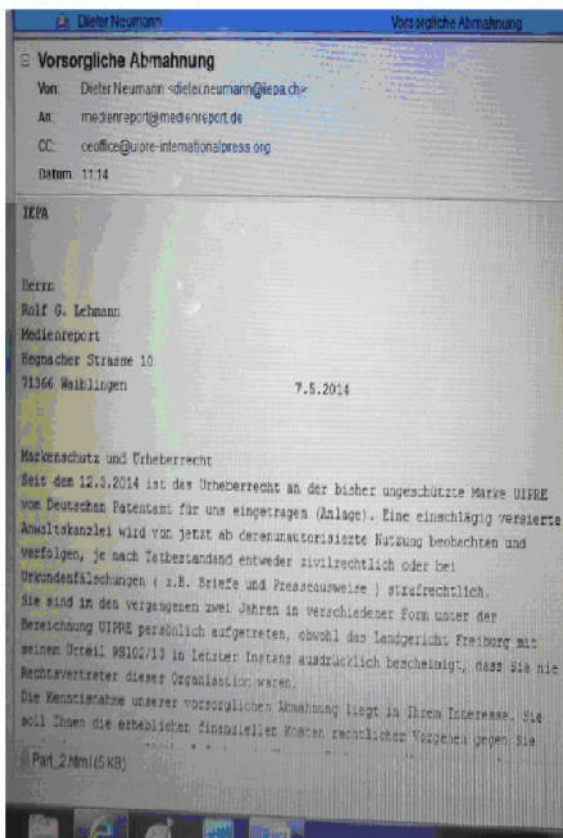 Dieter Neumann Vorsorgliche Abmahnung
Vorsorgliche Abmahnung
Von: Dieter Neumann <dieter.neumann@iepa.ch>
An: medienreport@medienreport.de
CC: ceoffice@uipre-internationalpress.org
Datum: 11:14
IEPA
Herrn
Rolf G. Lehmann
Medienreport
Hegnacher Strasse 10
71366 Waiblingen 7.5.2014
Markenschutz und Urheberrecht
Seit dem 12.3.2014 ist das Urheberrecht an der bisher ungeschützte Marke UIPRE
vom Deutschen Patentamt für uns eingetragen (Anlage). Eine einschlägig versierte
Anwaltskanzlei wird von jetzt ab derenunautorisierte Nutzung beobachten und
verfolgen, je nach Tatbestandand entweder zivilrechtlich oder bei
Urkundenfälschungen ( z.B. Briefe und Presseausweise ) strafrechtlich.
Sie sind in den vergangenen zwei Jahren in verschiedener Form unter der
Bezeichnung UIPRE persönlich aufgetreten, obwohl das Landgericht Freiburg mit
seinem Urteil 9S102/13 in letzter Instanz ausdrücklich bescheinigt, dass Sie nie
Rechtsvertreter dieser Organisation waren.
Die Kenntisnahme unserer vorsorglichen Abmahnung liegt in Ihrem Interesse. Sie
soll Ihnen die erheblicher finanziellen Kosten rechtlicher Vorgehen gegen Sie
Part_2.html (5 KB)